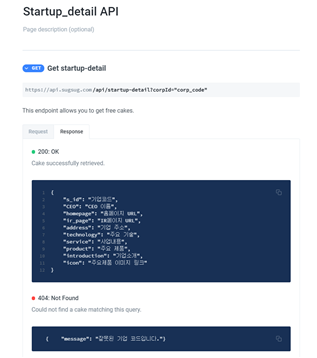 Startup_detail API
Page description (optional)
GET Get startup-detail
https://api.sugsug.com/api/startup-detail?corpId="corp_code"
This endpoint allows you to get free cakes.
Request Response
200: OK
Cake successfully retrieved.
1 {
2 "s_id": "기업코드",
3 "CEO": "CEO 이름",
4 "homepage": "홈페이지 URL",
5 "ir_page": "IR페이지 URL",
6 "address": "기업 주소",
7 "technology": "주요 기술",
8 "service": "사업내용",
9 "product": "주요 제품",
10 "introduction": "기업소개",
11 "icon": "주요제품 이미지 링크"
12 }
404: Not Found
Could not find a cake matching this query.
{ "message": "잘못된 기업 코드입니다."}